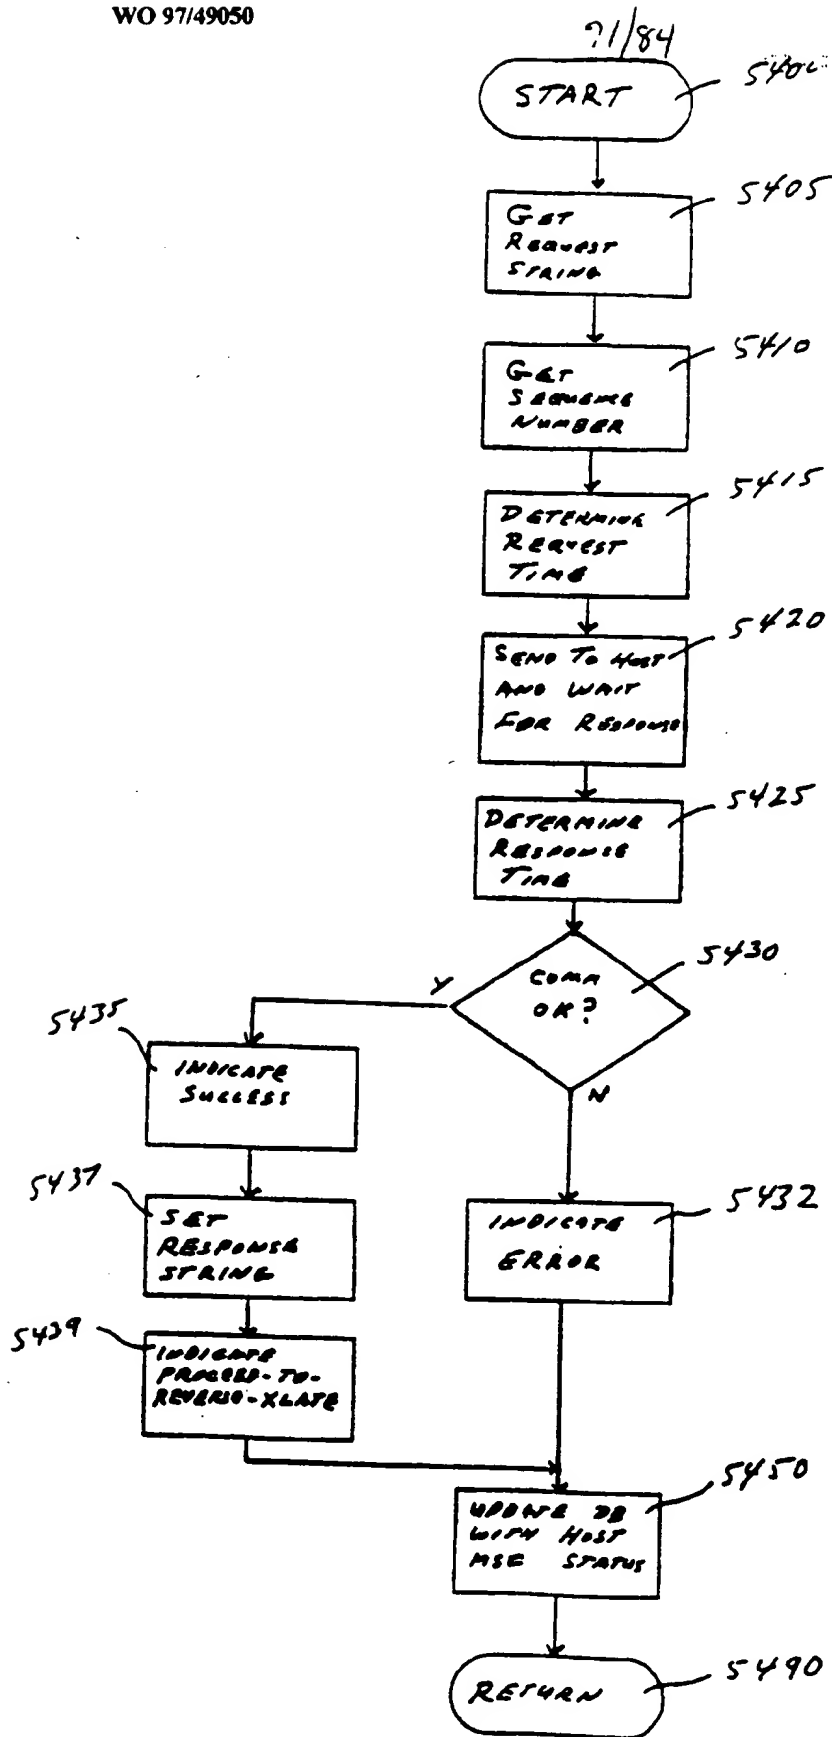 WO 97/49050
71/84
START
5400
GET
REQUEST
STRING
5405
GET
SEQUENCE
NUMBER
5410
DETERMINE
REQUEST
TIME
5415
SEND TO HOST
AND WAIT
FOR RESPONSE
5420
DETERMINE
RESPONSE
TIME
5425
COMM
OK?
5430
Y
N
5435
INDICATE
SUCCESS
5437
SET
RESPONSE
STRING
5439
INDICATE
PROCEED-TO-
REVERSE-XLATE
INDICATE
ERROR
5432
UPDATE DB
WITH HOST
MSE STATUS
5450
RETURN
5490